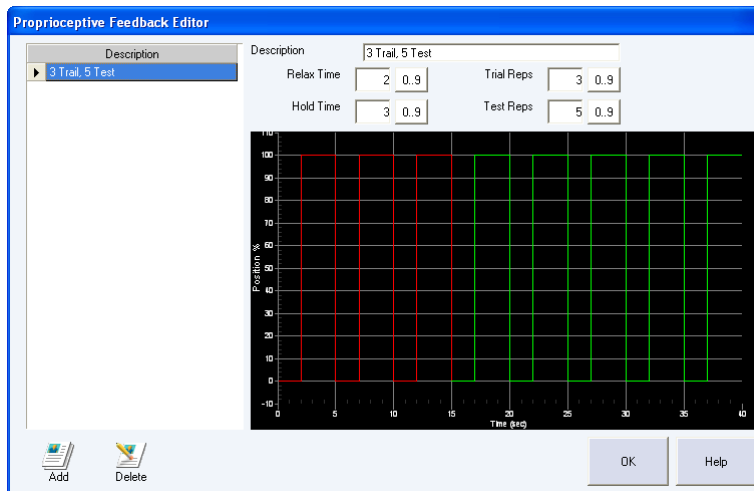 Proprioceptive Feedback Editor
Description
3 Trail, 5 Test
Description 3 Trail, 5 Test
Relax Time 2 0..9 Trial Reps 3 0..9
Hold Time 3 0..9 Test Reps 5 0..9
110
100
90
80
70
60
50
40
30
20
10
0
-10
Position %
0 5 10 15 20 25 30 35 40
Time (sec)
Add Delete OK Help